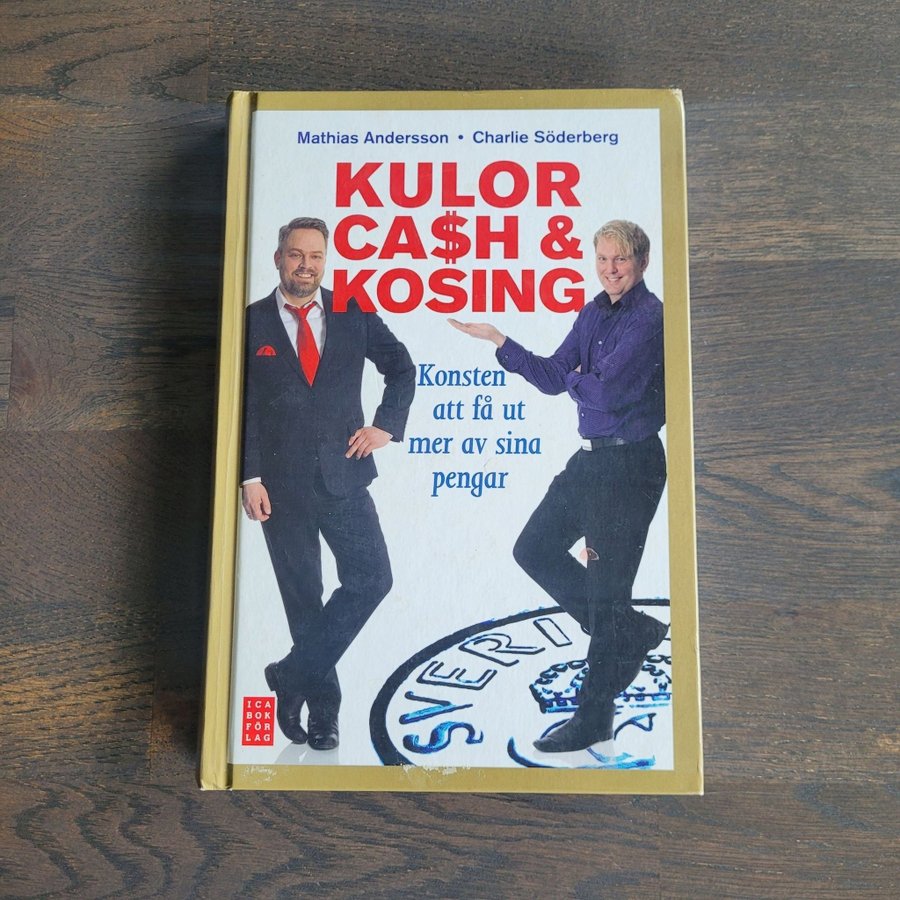 Mathias Andersson • Charlie Söderberg
KULOR
CA$H &
KOSING
Konsten
att få ut
mer av sina
pengar
SVERI
ICA
BOK
FÖR
LAG